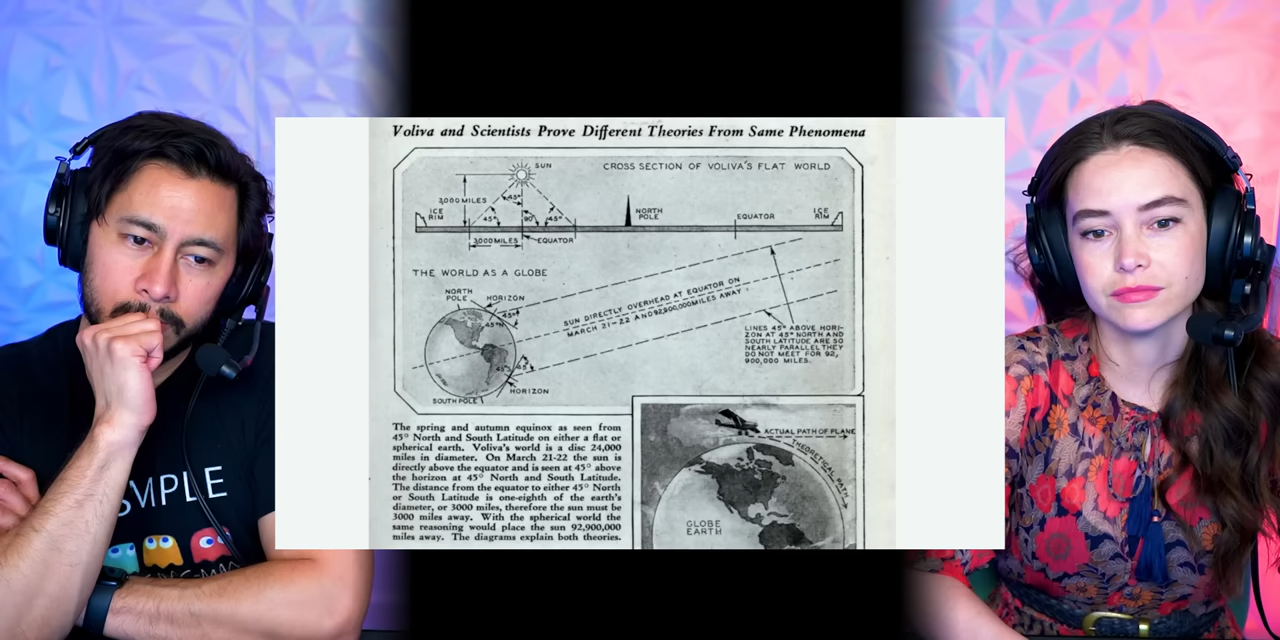 Voliva and Scientists Prove Different Theories From Same Phenomena
SUN
CROSS SECTION OF VOLIVA'S FLAT WORLD
3,000 MILES
45°
ICE
RIM
45°
90°
45°
NORTH
POLE
EQUATOR
ICE
RIM
3000 MILES
EQUATOR
THE WORLD AS A GLOBE
NORTH
POLE
HORIZON
45°
45°N
SUN DIRECTLY OVERHEAD AT EQUATOR ON
MARCH 21-22 AND 92,900,000 MILES AWAY
LINES 45° ABOVE HORI-
ZON AT 45° NORTH AND
SOUTH LATITUDE ARE SO
NEARLY PARALLEL THEY
DO NOT MEET FOR 92,
900,000 MILES.
45°S
45°
HORIZON
SOUTH POLE
The spring and autumn equinox as seen from
45° North and South Latitude on either a flat or
spherical earth. Voliva's world is a disc 24,000
miles in diameter. On March 21-22 the sun is
directly above the equator and is seen at 45° above
the horizon at 45° North and South Latitude.
The distance from the equator to either 45° North
or South Latitude is one-eighth of the earth's
diameter, or 3000 miles, therefore the sun must be
3000 miles away. With the spherical world the
same reasoning would place the sun 92,900,000
miles away. The diagrams explain both theories.
ACTUAL PATH OF PLANE
THEORETICAL PATH
GLOBE
EARTH
SIMPLE